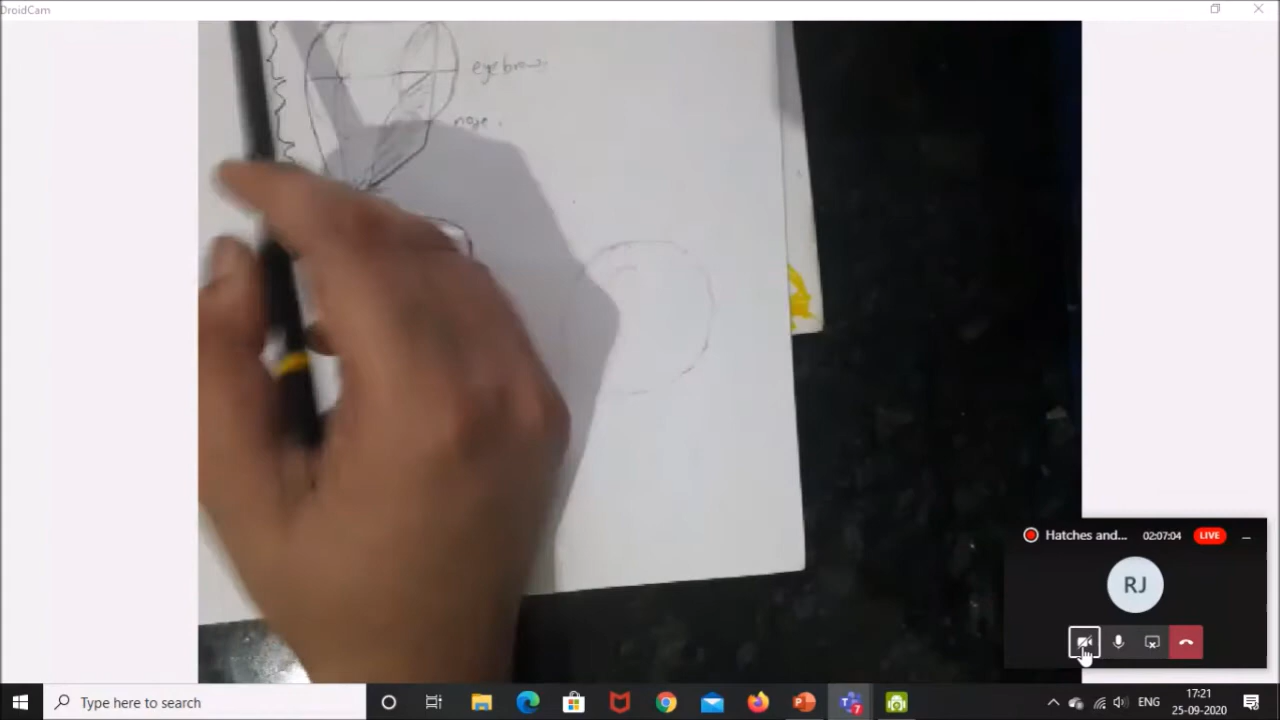 DroidCam
eyebrow
nose.
Hatches and...
02:07:04
LIVE
RJ
Type here to search
7
ENG
17:21
25-09-2020